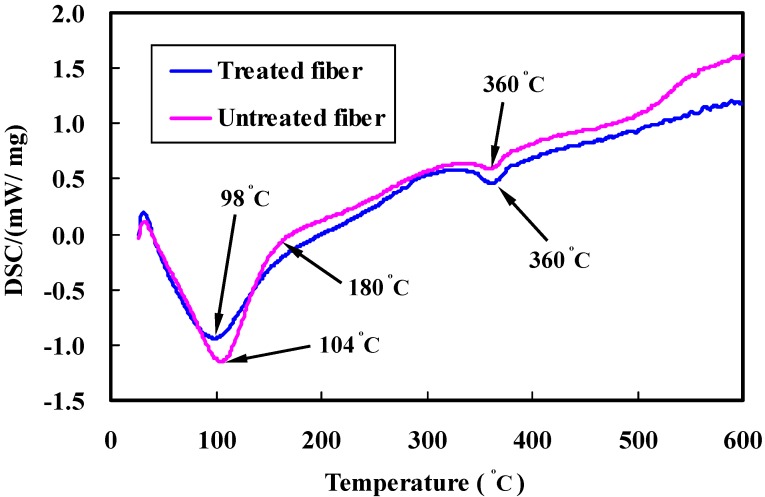 2.0
1.5
1.0
0.5
0.0
-0.5
-1.0
-1.5
DSC/(mW/ mg)
Treated fiber
Untreated fiber
360°C
98°C
180°C
360°C
104°C
0 100 200 300 400 500 600
Temperature ( °C)